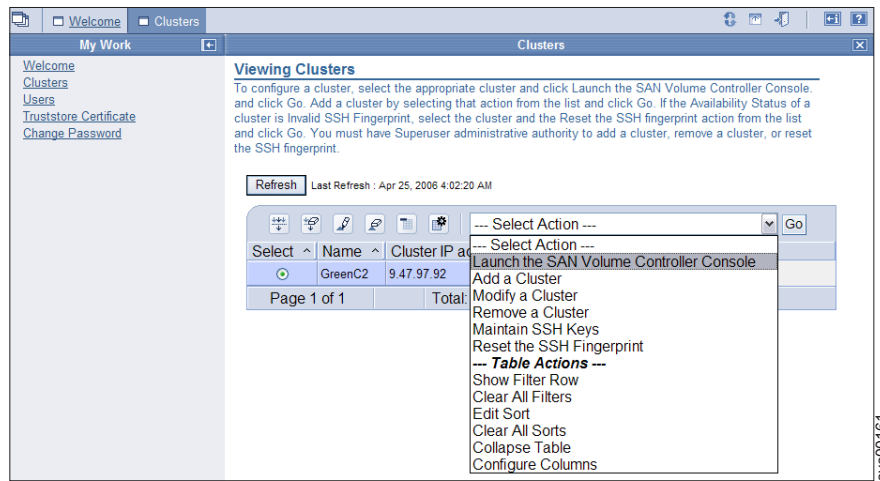 Welcome Clusters
My Work Clusters
Welcome
Clusters
Users
Truststore Certificate
Change Password
Viewing Clusters
To configure a cluster, select the appropriate cluster and click Launch the SAN Volume Controller Console.
and click Go. Add a cluster by selecting that action from the list and click Go. If the Availability Status of a
cluster is Invalid SSH Fingerprint, select the cluster and the Reset the SSH fingerprint action from the list
and click Go. You must have Superuser administrative authority to add a cluster, remove a cluster, or reset
the SSH fingerprint.
Refresh Last Refresh : Apr 25, 2006 4:02:20 AM
--- Select Action --- Go
Select Name Cluster IP
GreenC2 9.47.97.92
Page 1 of 1 Total:
--- Select Action ---
Launch the SAN Volume Controller Console
Add a Cluster
Modify a Cluster
Remove a Cluster
Maintain SSH Keys
Reset the SSH Fingerprint
--- Table Actions ---
Show Filter Row
Clear All Filters
Edit Sort
Clear All Sorts
Collapse Table
Configure Columns